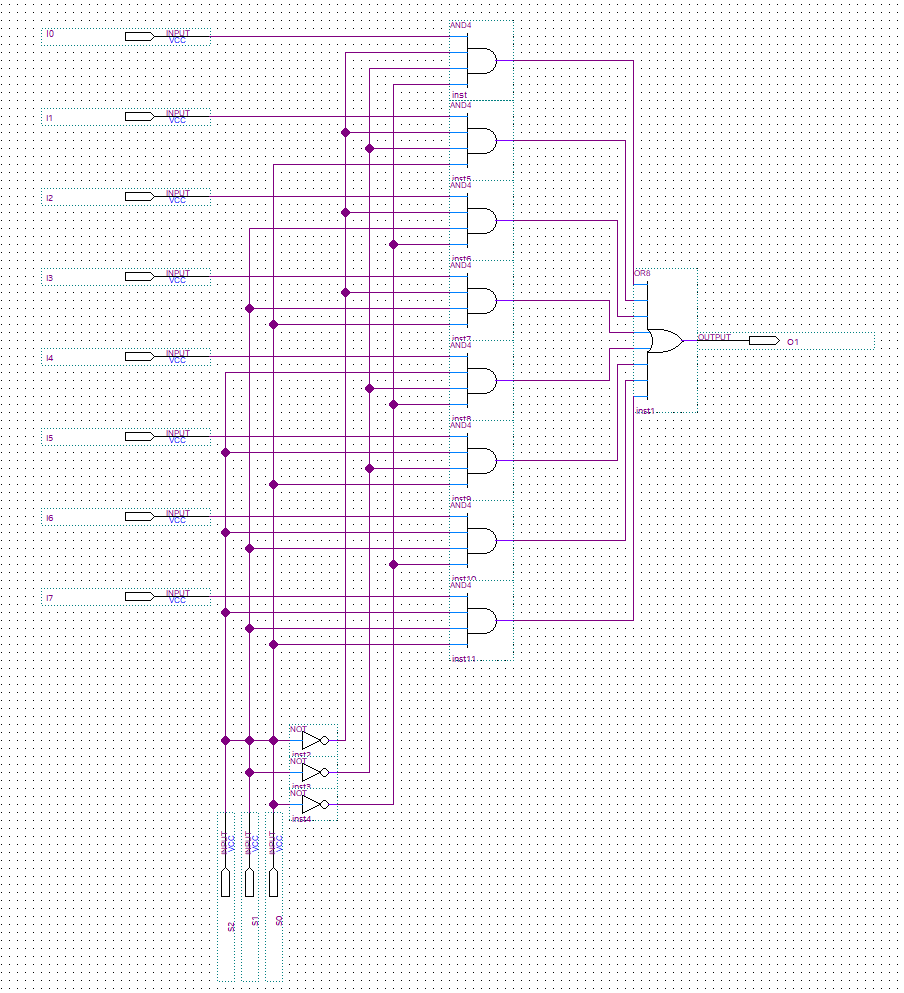 I0 INPUT VCC AND4
inst
I1 INPUT VCC AND4
inst5
I2 INPUT VCC AND4
inst6
I3 INPUT VCC AND4
OR8
inst7
OUTPUT O1
I4 INPUT VCC AND4
inst1
inst8
I5 INPUT VCC AND4
inst9
I6 INPUT VCC AND4
inst10
I7 INPUT VCC AND4
inst11
NOT
inst2
NOT
inst3
NOT
inst4
INPUT VCC INPUT VCC INPUT VCC
S2 S1 S0